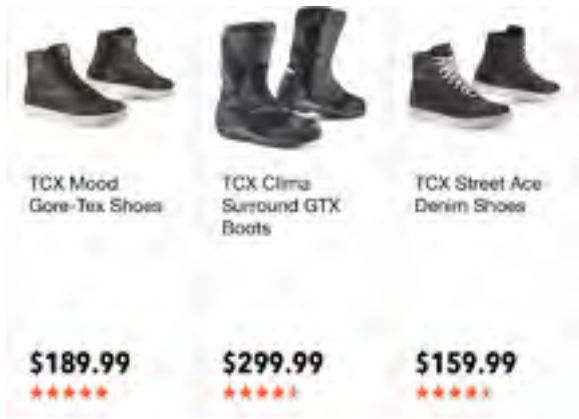 TCX Mood
Gore-Tex Shoes
TCX Clima
Surround GTX
Boots
TCX Street Ace
Denim Shoes
$189.99
$299.99
$159.99